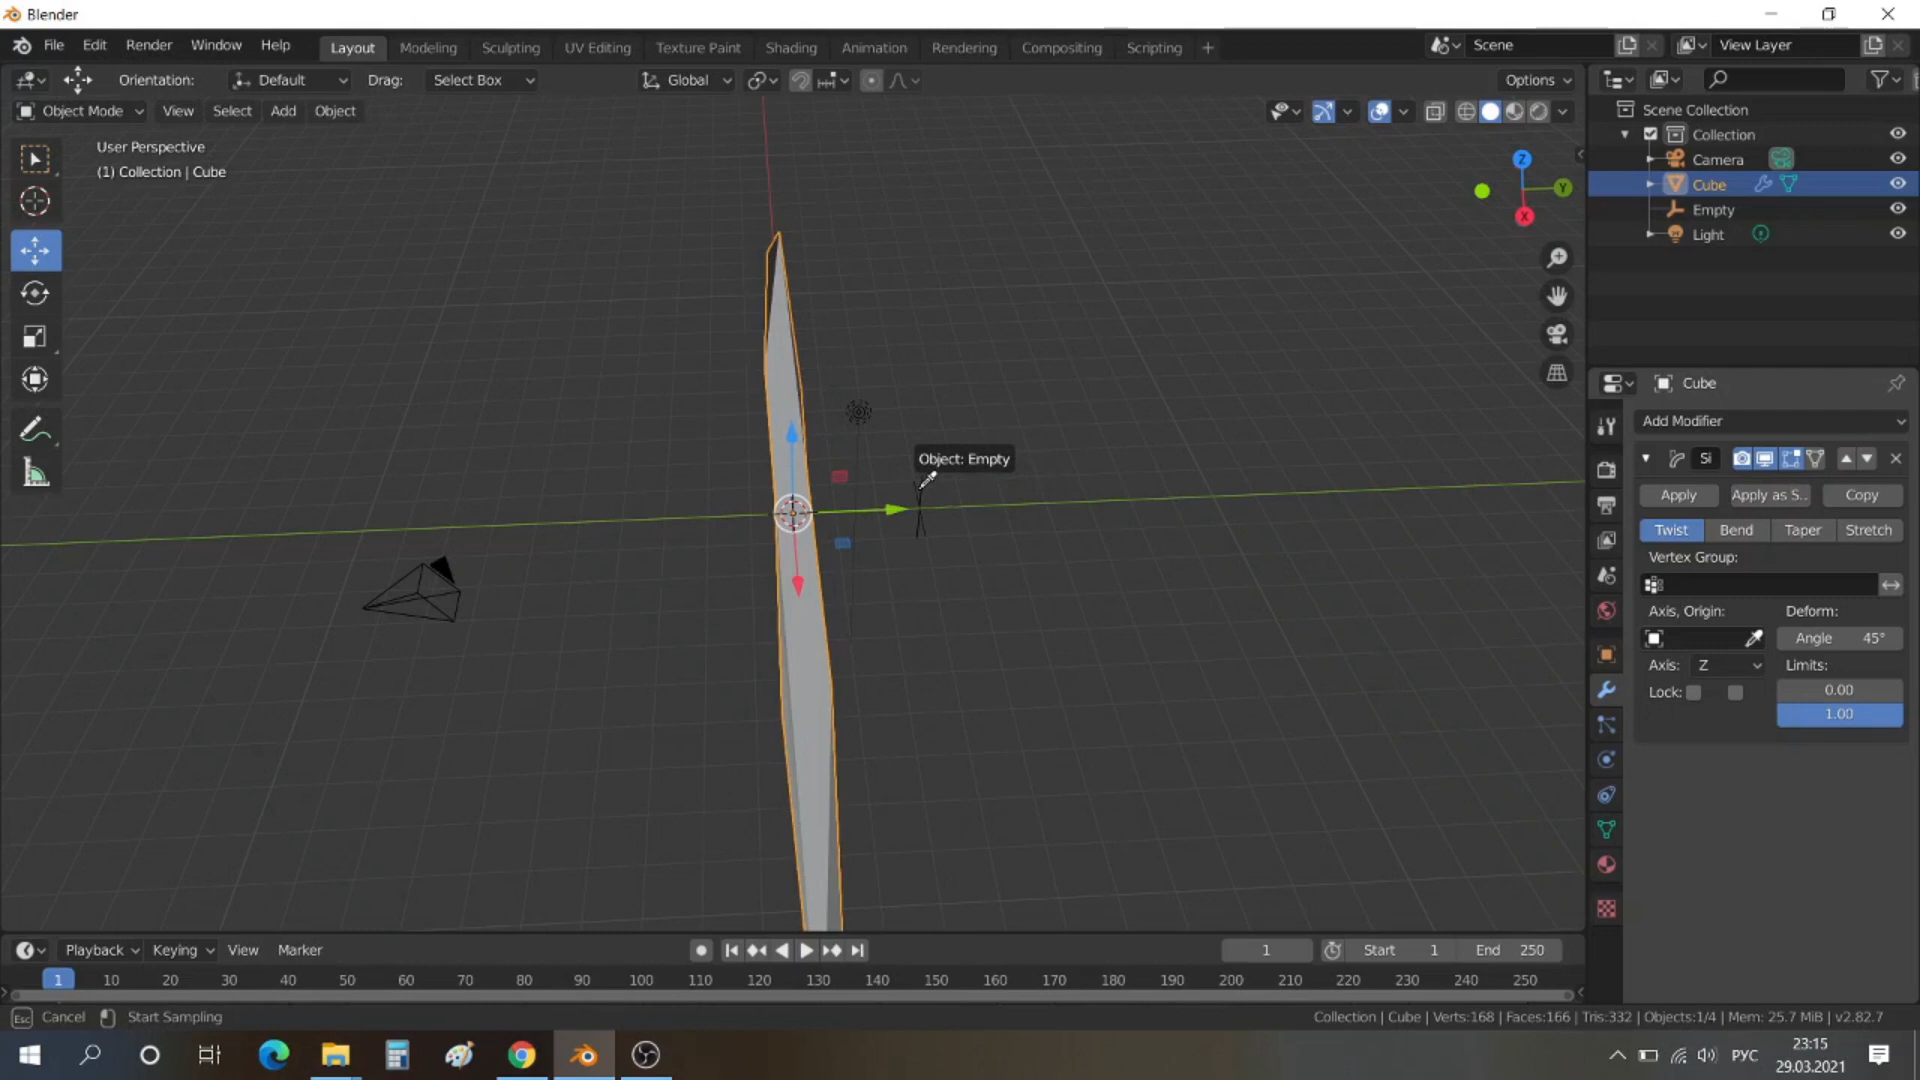 Blender
File Edit Render Window Help Layout Modeling Sculpting UV Editing Texture Paint Shading Animation Rendering Compositing Scripting + Scene View Layer
Orientation: Default Drag: Select Box Global Options
Object Mode View Select Add Object
User Perspective
(1) Collection | Cube
Z
Y
X
Object: Empty
Scene Collection
Collection
Camera
Cube
Empty
Light
Cube
Add Modifier
Si
Apply Apply as S.. Copy
Twist Bend Taper Stretch
Vertex Group:
Axis, Origin: Deform:
Angle 45°
Axis: Z Limits:
Lock: 0.00
1.00
Playback Keying View Marker 1 Start 1 End 250
1 10 20 30 40 50 60 70 80 90 100 110 120 130 140 150 160 170 180 190 200 210 220 230 240 250
Esc Cancel Start Sampling Collection | Cube | Verts:168 | Faces:166 | Tris:332 | Objects:1/4 | Mem: 25.7 MiB | v2.82.7
РУС
23:15
29.03.2021